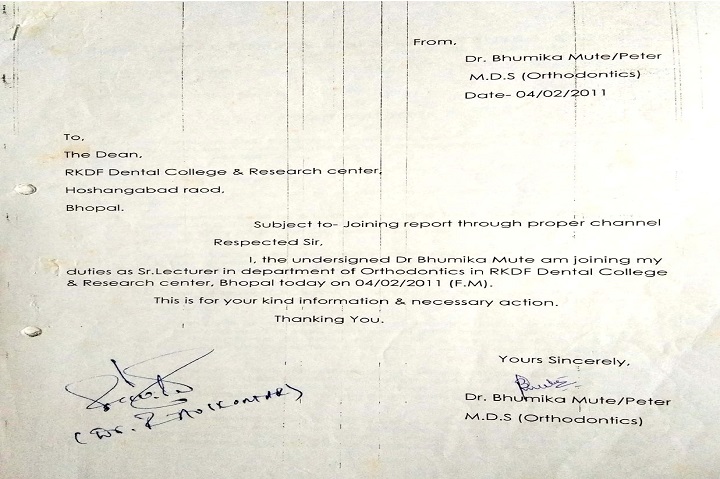 From,
Dr. Bhumika Mute/Peter
M.D.S (Orthodontics)
Date- 04/02/2011
To,
The Dean,
RKDF Dental College & Research center,
Hoshangabad raod,
Bhopal.
Subject to- Joining report through proper channel
Respected Sir,
I, the undersigned Dr Bhumika Mute am joining my
duties as Sr.Lecturer in department of Orthodontics in RKDF Dental College
& Research center, Bhopal today on 04/02/2011 (F.M).
This is for your kind information & necessary action.
Thanking You.
Yours Sincerely,
Dr. Bhumika Mute/Peter
M.D.S (Orthodontics)
(Dr.